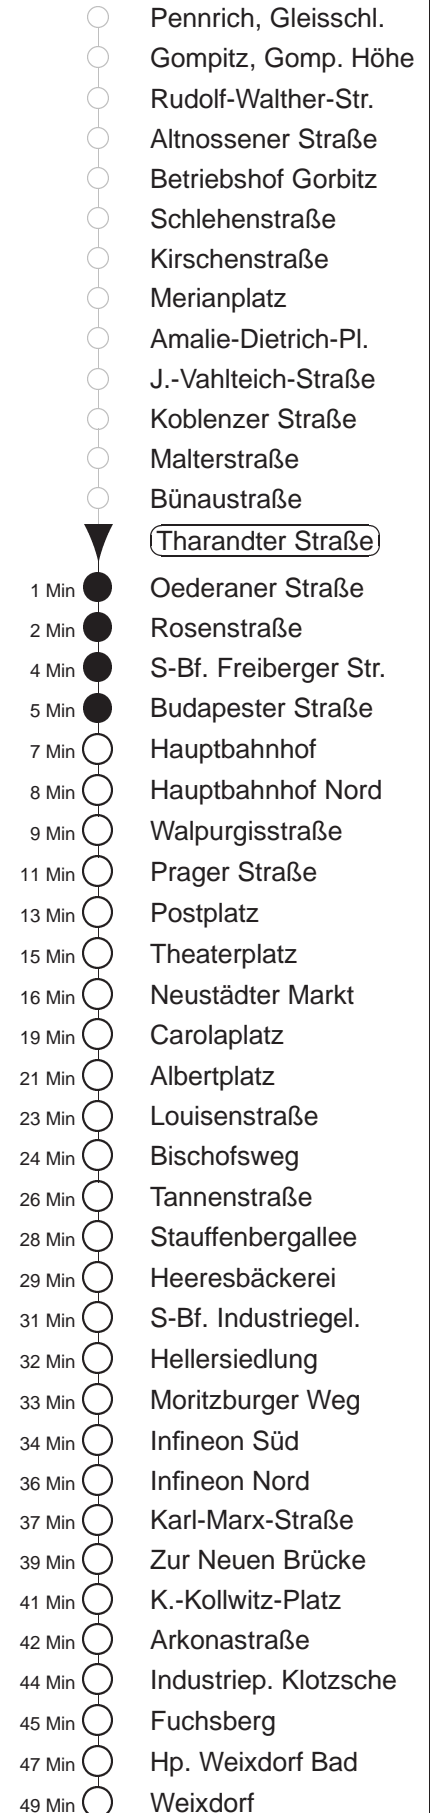 Pennrich, Gleisschl.
Gompitz, Gomp. Höhe
Rudolf-Walther-Str.
Altnossener Straße
Betriebshof Gorbitz
Schlehenstraße
Kirschenstraße
Merianplatz
Amalie-Dietrich-Pl.
J.-Vahlteich-Straße
Koblenzer Straße
Malterstraße
Bünaustraße
Tharandter Straße
1 Min Oederaner Straße
2 Min Rosenstraße
4 Min S-Bf. Freiberger Str.
5 Min Budapester Straße
7 Min Hauptbahnhof
8 Min Hauptbahnhof Nord
9 Min Walpurgisstraße
11 Min Prager Straße
13 Min Postplatz
15 Min Theaterplatz
16 Min Neustädter Markt
19 Min Carolaplatz
21 Min Albertplatz
23 Min Louisenstraße
24 Min Bischofsweg
26 Min Tannenstraße
28 Min Stauffenbergallee
29 Min Heeresbäckerei
31 Min S-Bf. Industriegel.
32 Min Hellersiedlung
33 Min Moritzburger Weg
34 Min Infineon Süd
36 Min Infineon Nord
37 Min Karl-Marx-Straße
39 Min Zur Neuen Brücke
41 Min K.-Kollwitz-Platz
42 Min Arkonastraße
44 Min Industriep. Klotzsche
45 Min Fuchsberg
47 Min Hp. Weixdorf Bad
49 Min Weixdorf